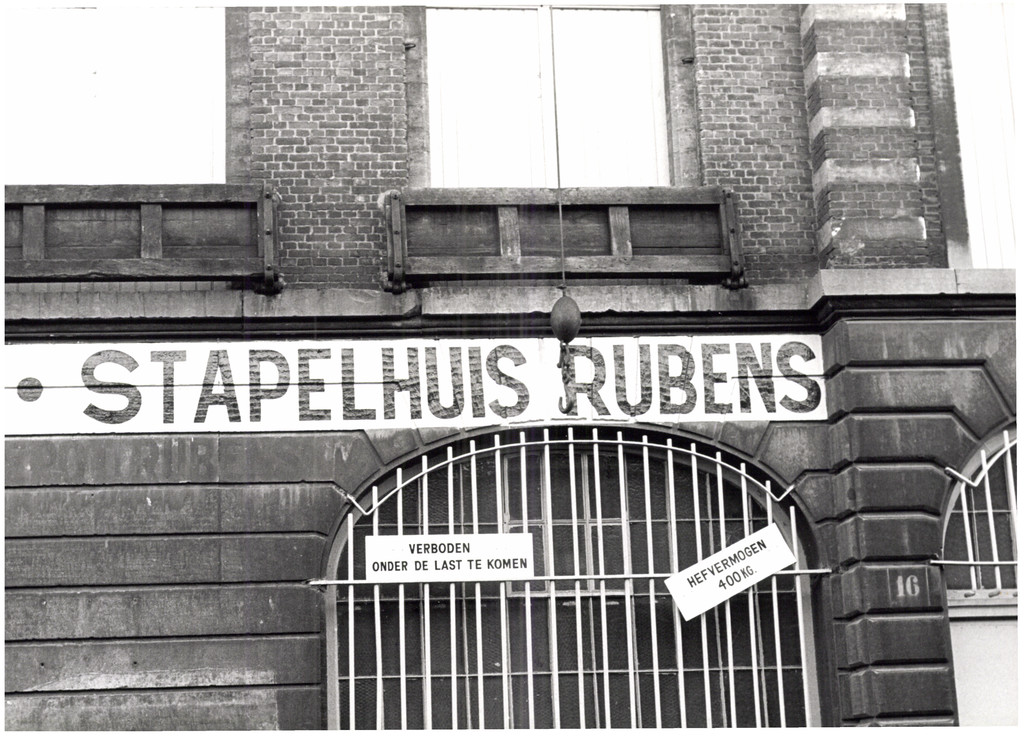 • STAPELHUIS RUBENS
VERBODEN
ONDER DE LAST TE KOMEN
HEFVERMOGEN
400 KG.
16